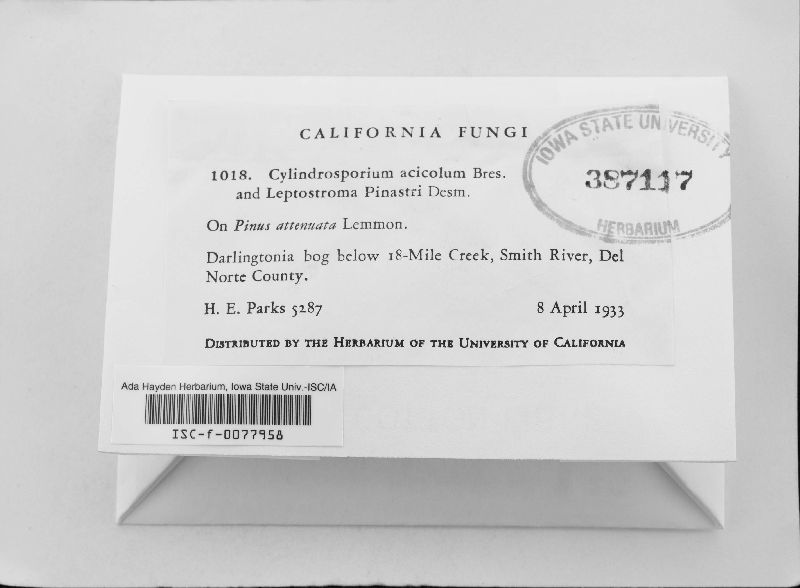 CALIFORNIA FUNGI
1018. Cylindrosporium acicolum Bres.
and Leptostroma Pinastri Desm.
On Pinus attenuata Lemmon.
Darlingtonia bog below 18-Mile Creek, Smith River, Del
Norte County.
H. E. Parks 5287 8 April 1933
DISTRIBUTED BY THE HERBARIUM OF THE UNIVERSITY OF CALIFORNIA
IOWA STATE UNIVERSITY
387117
HERBARIUM
Ada Hayden Herbarium, Iowa State Univ.-ISC/IA
ISC-f-0077958